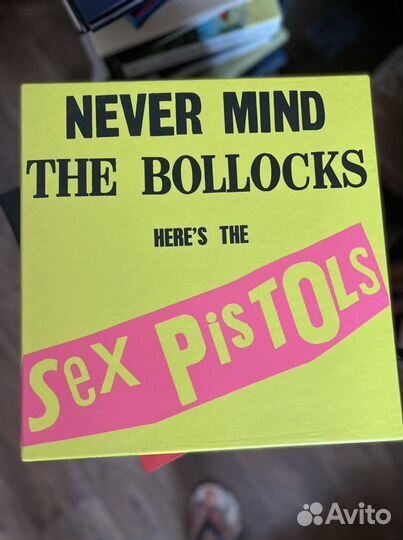 NEVER MIND
THE BOLLOCKS
HERE'S THE
Sex PisTOLs
Avito